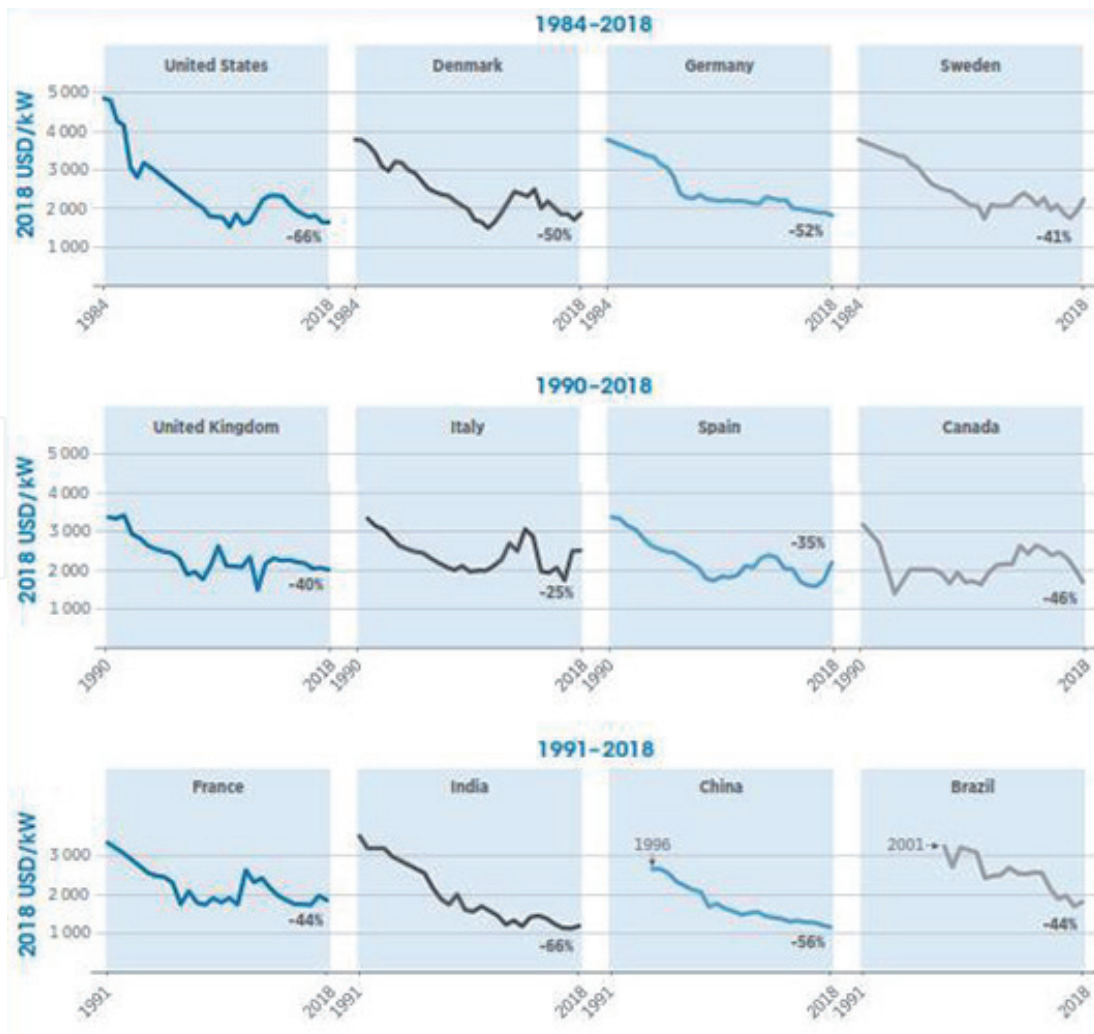 1984–2018
United States Denmark Germany Sweden
2018 USD/kW
5 000
4 000
3 000
2 000
1 000
-66% -50% -52% -41%
1984 2018 1984 2018 1984 2018 1984 2018
1990–2018
United Kingdom Italy Spain Canada
2018 USD/kW
5 000
4 000
3 000
2 000
1 000
-40% -25% -35% -46%
1990 2018 1990 2018 1990 2018 1990 2018
1991–2018
France India China Brazil
2018 USD/kW
3 000
2 000
1 000
1996
2001
-44% -66% -56% -44%
1991 2018 1991 2018 1991 2018 1991 2018